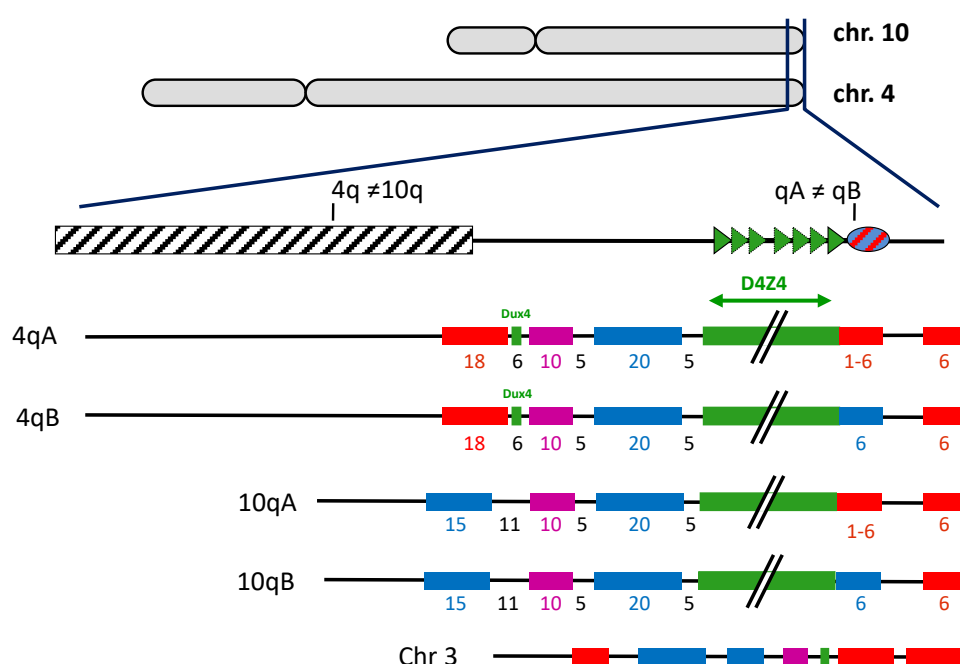 chr. 10
chr. 4
4q ≠10q
qA ≠ qB
D4Z4
Dux4
4qA
18 6 10 5 20 5 1-6 6
Dux4
4qB
18 6 10 5 20 5 6 6
10qA
15 11 10 5 20 5 1-6 6
10qB
15 11 10 5 20 5 6 6
Chr 3